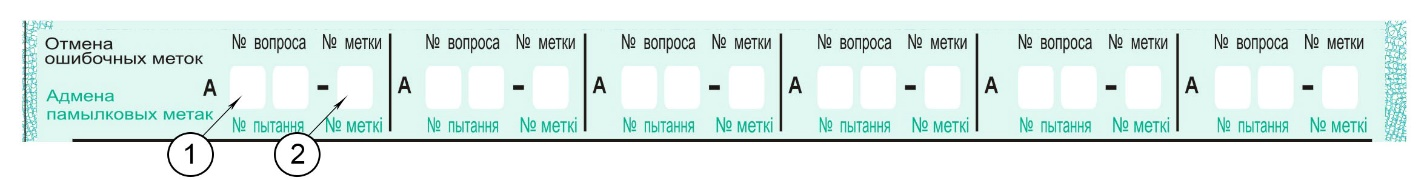 Отмена ошибочных меток
№ вопроса № метки № вопроса № метки № вопроса № метки № вопроса № метки № вопроса № метки № вопроса № метки
А - А - А - А - А - А -
Адмена памылковых метак
№ пытання № меткі № пытання № меткі № пытання № меткі № пытання № меткі № пытання № меткі № пытання № меткі
1 2